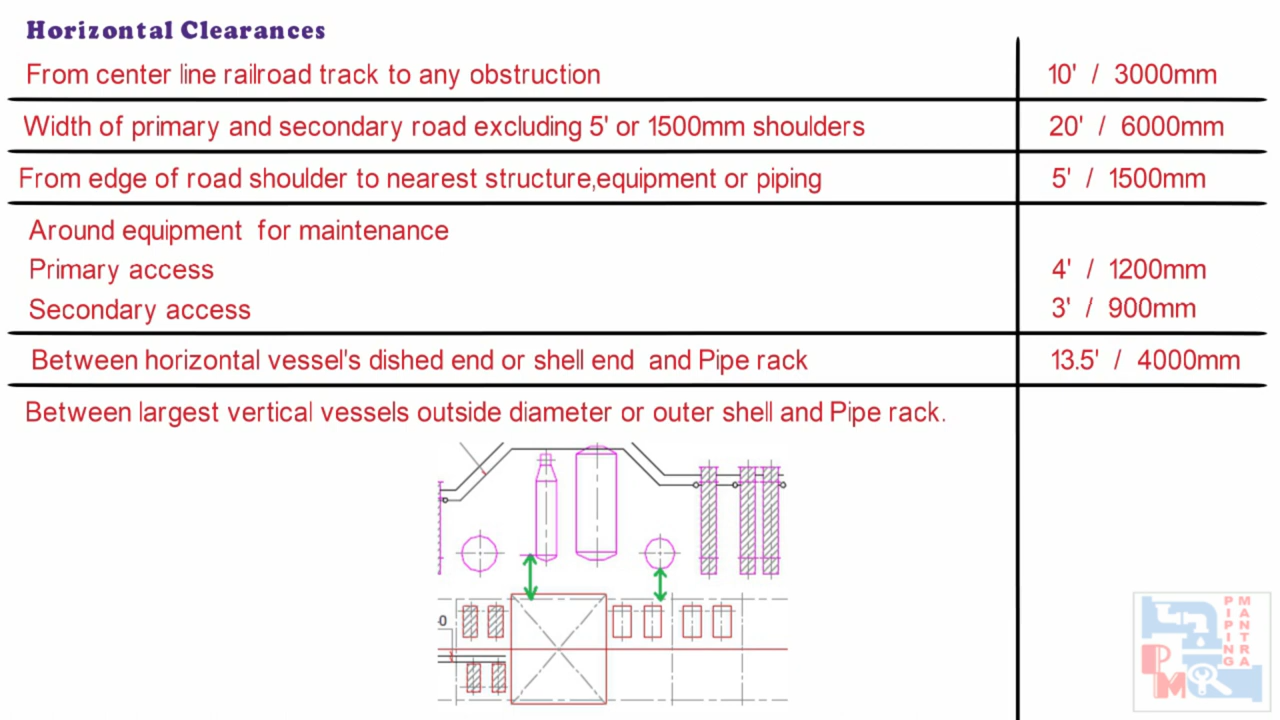 Horizontal Clearances
From center line railroad track to any obstruction 10' / 3000mm
Width of primary and secondary road excluding 5' or 1500mm shoulders 20' / 6000mm
From edge of road shoulder to nearest structure,equipment or piping 5' / 1500mm
Around equipment for maintenance
Primary access 4' / 1200mm
Secondary access 3' / 900mm
Between horizontal vessel's dished end or shell end and Pipe rack 13.5' / 4000mm
Between largest vertical vessels outside diameter or outer shell and Pipe rack.
0
PIPING
MANTRA
PM